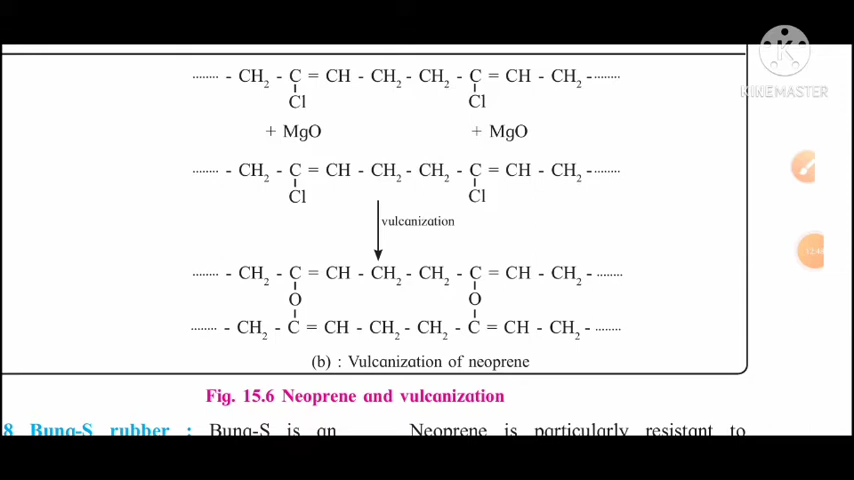 KINEMASTER
........ - CH2 - C = CH - CH2 - CH2 - C = CH - CH2 -........
Cl Cl
+ MgO + MgO
........ - CH2 - C = CH - CH2 - CH2 - C = CH - CH2 -........
Cl Cl
vulcanization
........ - CH2 - C = CH - CH2 - CH2 - C = CH - CH2 - ........
O O
........ - CH2 - C = CH - CH2 - CH2 - C = CH - CH2 - ........
(b) : Vulcanization of neoprene
Fig. 15.6 Neoprene and vulcanization
8 Buna-S rubber : Buna-S is an
Neoprene is particularly resistant to